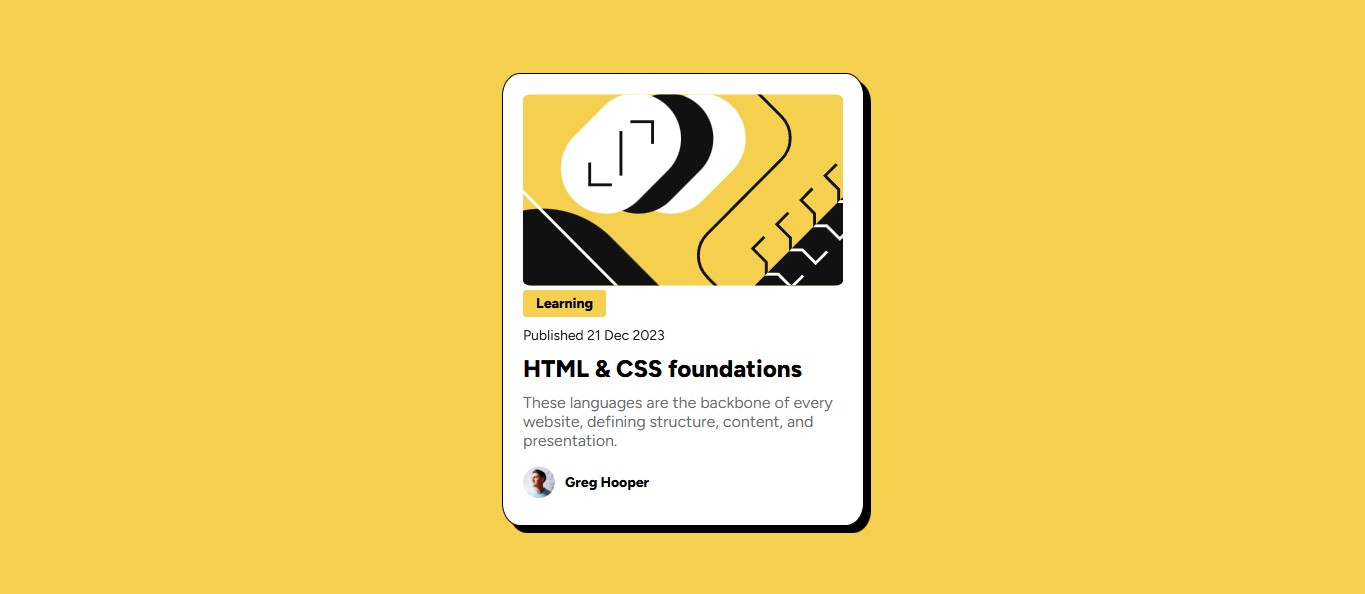 Learning
Published 21 Dec 2023
HTML & CSS foundations
These languages are the backbone of every
website, defining structure, content, and
presentation.
Greg Hooper